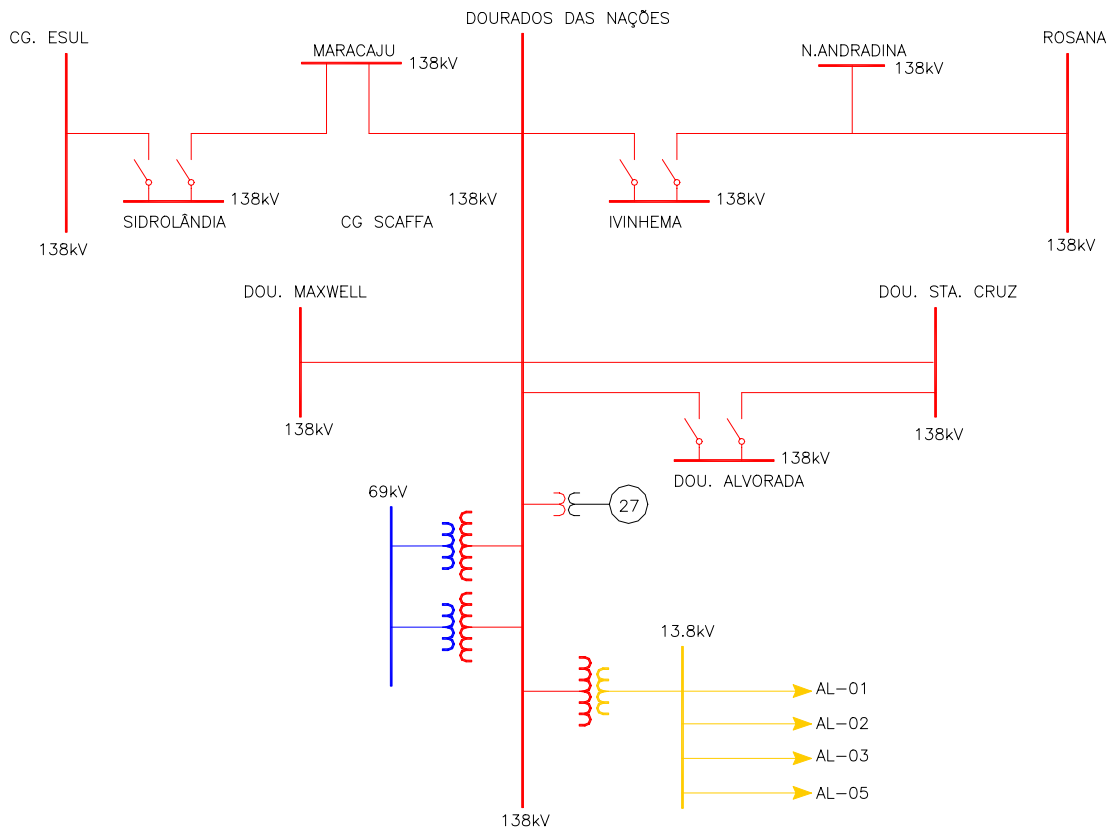 DOURADOS DAS NAÇÕES
CG. ESUL
MARACAJU
138kV
N.ANDRADINA
138kV
ROSANA
138kV
138kV
138kV
SIDROLÂNDIA
CG SCAFFA
IVINHEMA
138kV
138kV
DOU. MAXWELL
DOU. STA. CRUZ
138kV
138kV
138kV
DOU. ALVORADA
69kV
27
13.8kV
AL-01
AL-02
AL-03
AL-05
138kV